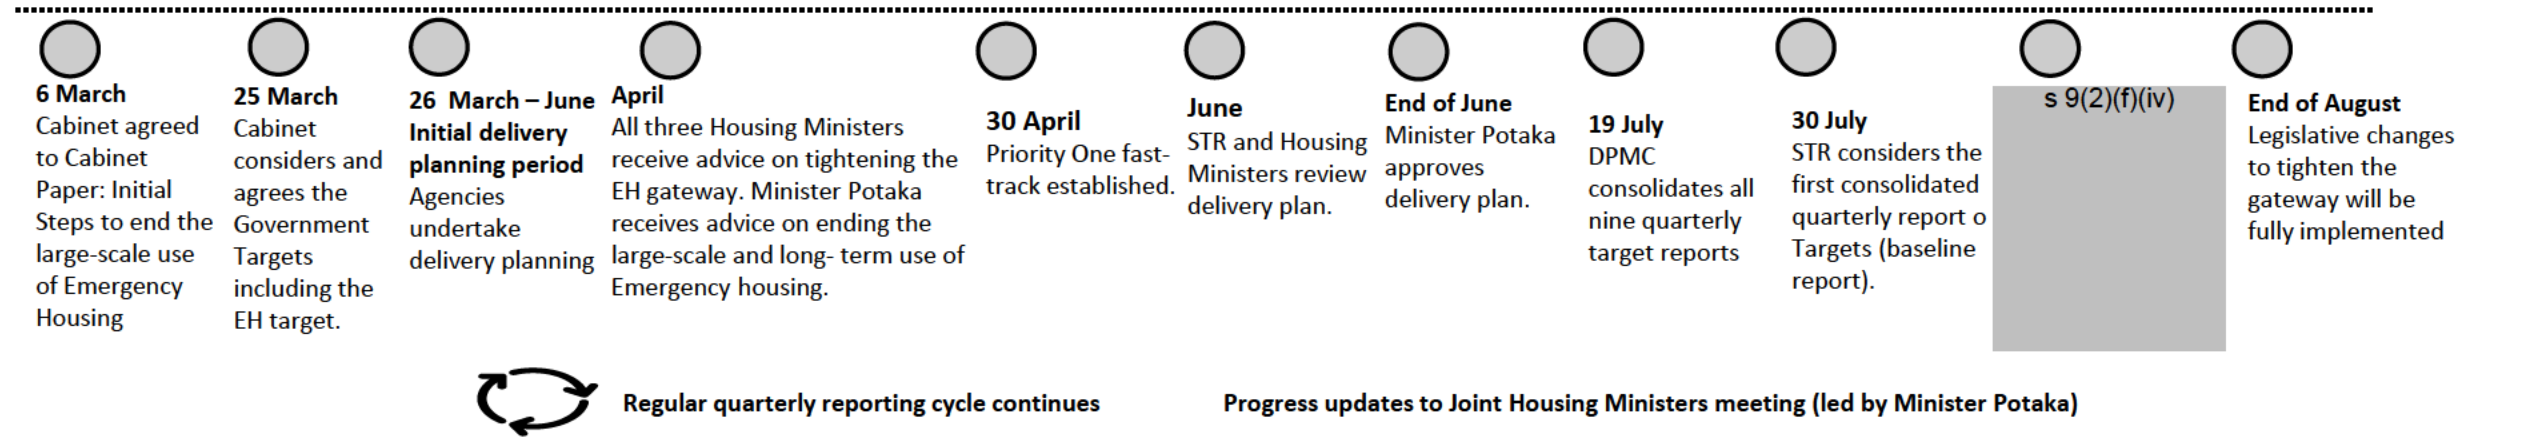 6 March
Cabinet agreed
to Cabinet
Paper: Initial
Steps to end the
large-scale use
of Emergency
Housing
25 March
Cabinet
considers and
agrees the
Government
Targets
including the
EH target.
26 March – June
Initial delivery
planning period
Agencies
undertake
delivery planning
April
All three Housing Ministers
receive advice on tightening the
EH gateway. Minister Potaka
receives advice on ending the
large-scale and long- term use of
Emergency housing.
30 April
Priority One fast-
track established.
June
STR and Housing
Ministers review
delivery plan.
End of June
Minister Potaka
approves
delivery plan.
19 July
DPMC
consolidates all
nine quarterly
target reports
30 July
STR considers the
first consolidated
quarterly report o
Targets (baseline
report).
s 9(2)(f)(iv)
End of August
Legislative changes
to tighten the
gateway will be
fully implemented
Regular quarterly reporting cycle continues
Progress updates to Joint Housing Ministers meeting (led by Minister Potaka)